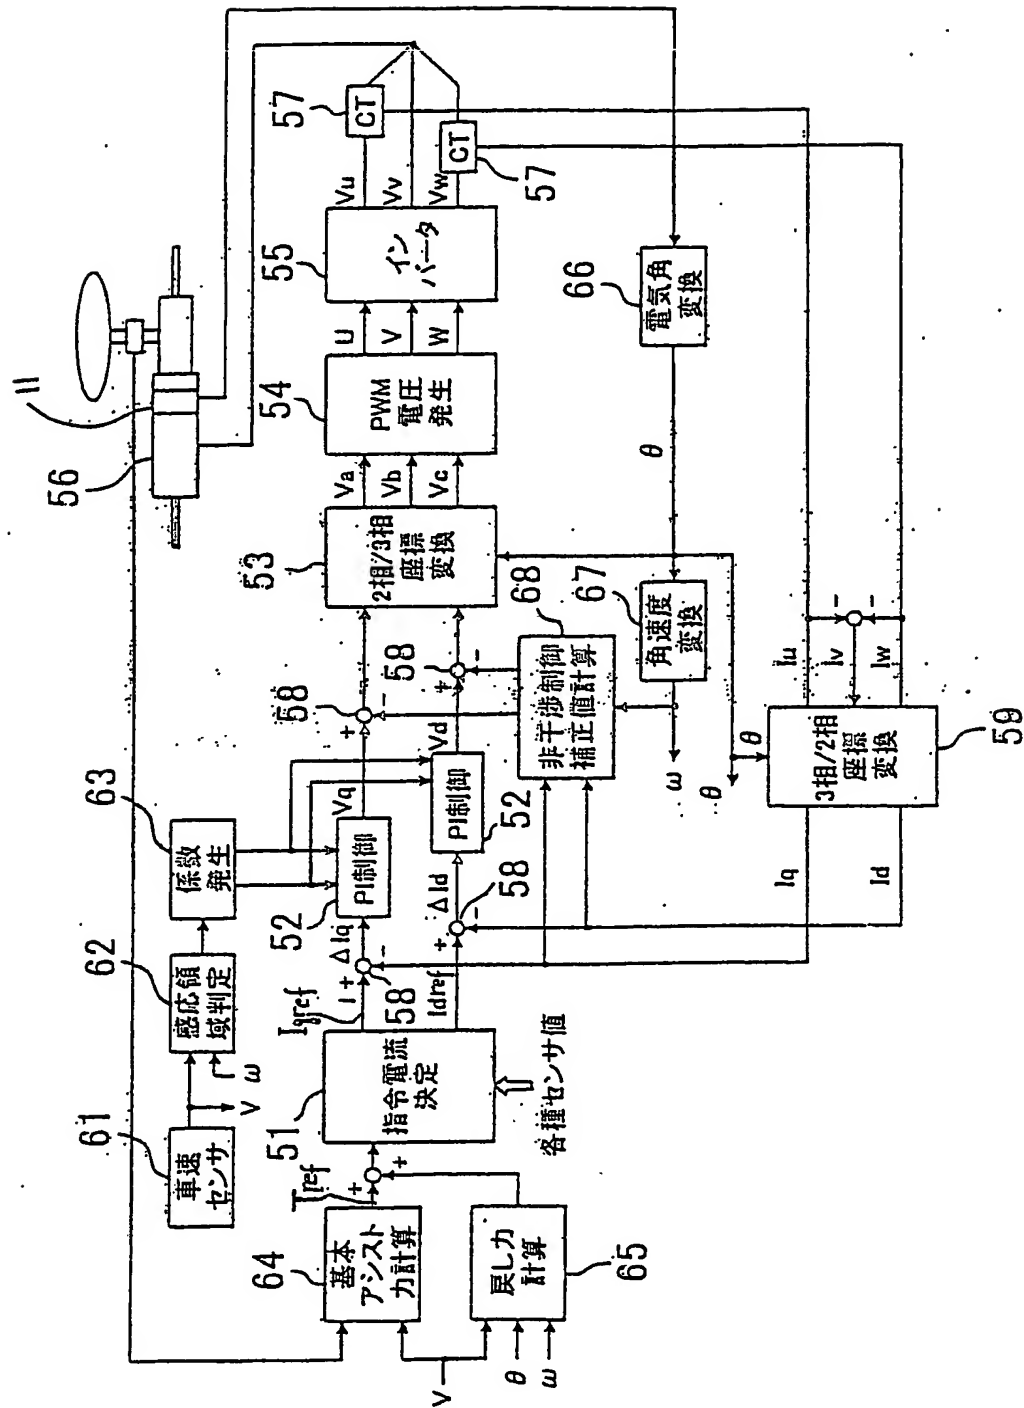 11
56
57
CT
57
CT
Vu
Vv
Vw
55
イン
バータ
U
V
W
54
PWM
電圧
発生
Va
Vb
Vc
53
2相/3相
座標
変換
66
電気角
変換
θ
67
角速度
変換
68
非干渉制御
補正値計算
ω
θ
θ
59
3相/2相
座標
変換
Iu
Iv
Iw
-
-
Iq
Id
58
+
-
58
+
-
Vq
Vd
52
PI制御
52
PI制御
ΔIq
ΔId
58
+
-
58
+
-
63
係数
発生
62
感応領
域判定
ω
V
61
車速
センサ
Iqref
Idref
51
指令電流
決定
各種センサ値
Tref
+
+
64
基本
アシスト
力計算
65
戻し力
計算
V
θ
ω